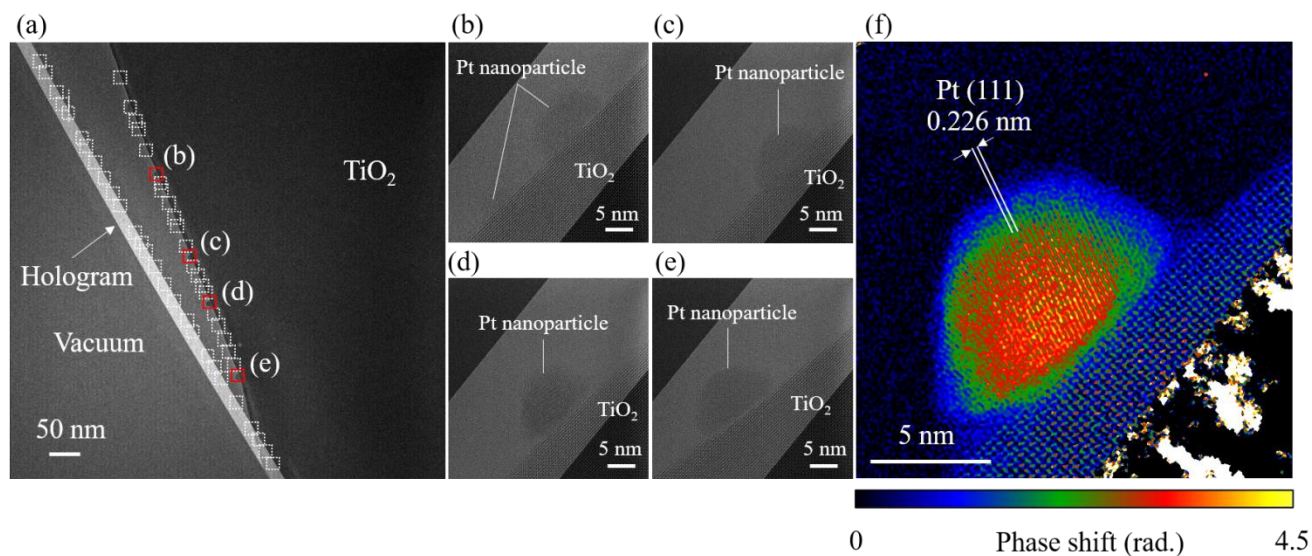 (a)
TiO₂
(b)
(c)
(d)
(e)
Hologram
Vacuum
50 nm
(b)
Pt nanoparticle
TiO₂
5 nm
(c)
Pt nanoparticle
TiO₂
5 nm
(d)
Pt nanoparticle
TiO₂
5 nm
(e)
Pt nanoparticle
TiO₂
5 nm
(f)
Pt (111)
0.226 nm
5 nm
0 Phase shift (rad.) 4.5